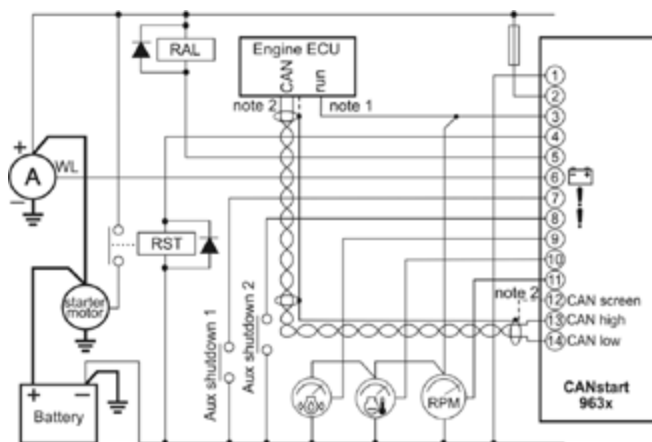 RAL
Engine ECU
CAN
run
note 2
note 1
1
2
3
4
5
6
7
8
9
10
11
12 CAN screen
13 CAN high
14 CAN low
note 2
+
A
WL
−
RST
starter
motor
Aux shutdown 1
Aux shutdown 2
+ −
Battery
RPM
+ -
CANstart
963x